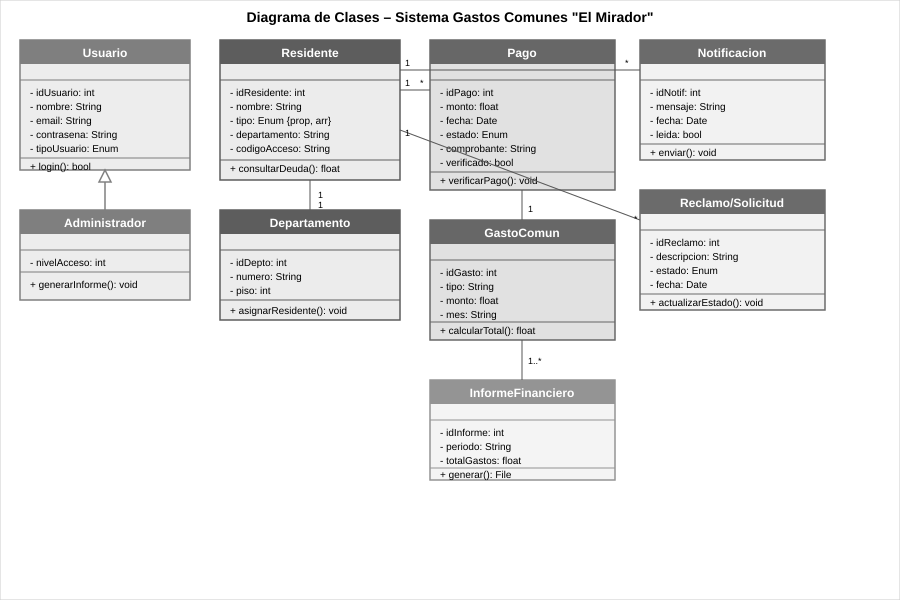 Diagrama de Clases – Sistema Gastos Comunes "El Mirador"
Usuario
- idUsuario: int
- nombre: String
- email: String
- contrasena: String
- tipoUsuario: Enum
+ login(): bool
Residente
- idResidente: int
- nombre: String
- tipo: Enum {prop, arr}
- departamento: String
- codigoAcceso: String
+ consultarDeuda(): float
1
1 *
1
Pago
- idPago: int
- monto: float
- fecha: Date
- estado: Enum
- comprobante: String
- verificado: bool
+ verificarPago(): void
*
Notificacion
- idNotif: int
- mensaje: String
- fecha: Date
- leida: bool
+ enviar(): void
Administrador
- nivelAcceso: int
+ generarInforme(): void
1
1
Departamento
- idDepto: int
- numero: String
- piso: int
+ asignarResidente(): void
1
GastoComun
- idGasto: int
- tipo: String
- monto: float
- mes: String
+ calcularTotal(): float
*
Reclamo/Solicitud
- idReclamo: int
- descripcion: String
- estado: Enum
- fecha: Date
+ actualizarEstado(): void
1..*
InformeFinanciero
- idInforme: int
- periodo: String
- totalGastos: float
+ generar(): File